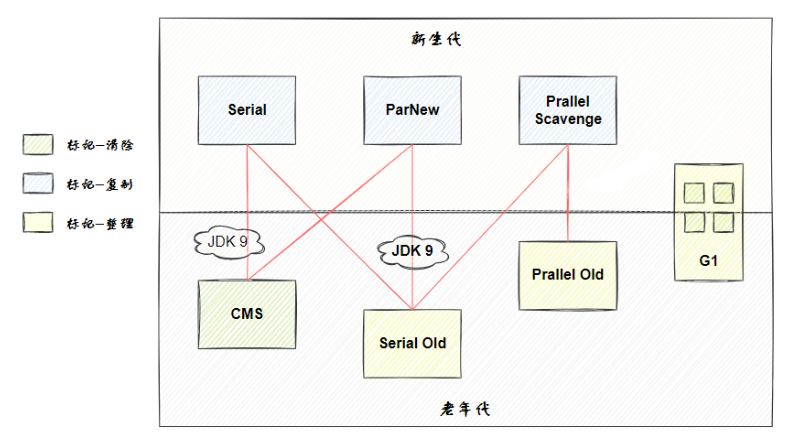 新生代
Serial
ParNew
Prallel
Scavenge
标记-清除
标记-复制
标记-整理
JDK 9
JDK 9
G1
Prallel Old
CMS
Serial Old
老年代